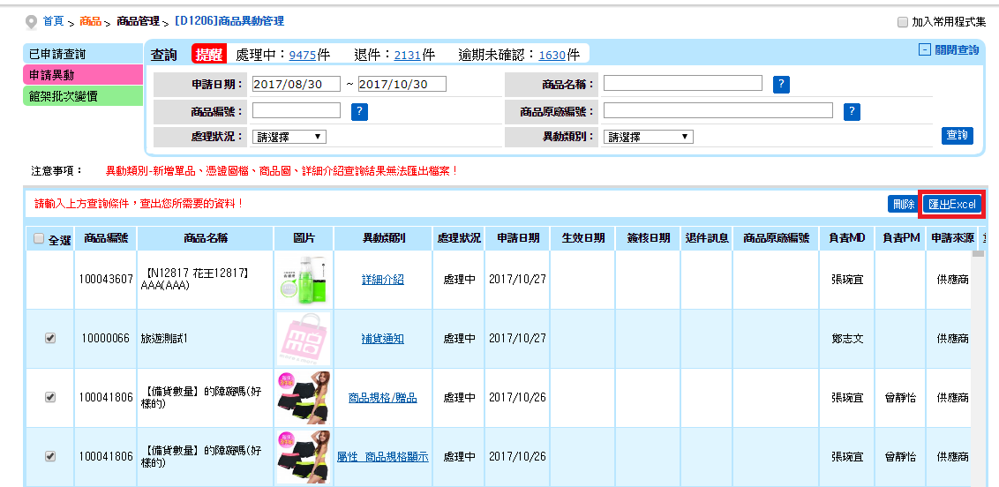 首頁 > 商品 > 商品管理 > [D1206]商品異動管理
加入常用程式集
已申請查詢
申請異動
館架批次變價
查詢 提醒 處理中：9475件 退件：2131件 逾期未確認：1630件
- 關閉查詢
申請日期： 2017/08/30 ~ 2017/10/30 商品名稱： ?
商品編號： ? 商品原廠編號： ?
處理狀況： 請選擇 異動類別： 請選擇 查詢
注意事項： 異動類別-新增單品、憑證圖檔、商品圖、詳細介紹查詢結果無法匯出檔案！
請輸入上方查詢條件，查出您所需要的資料！ 刪除 匯出Excel
全選 商品編號 商品名稱 圖片 異動類別 處理狀況 申請日期 生效日期 簽核日期 退件訊息 商品原廠編號 負責MD 負責PM 申請來源
100043607 【N12817 花王12817】AAA(AAA) 詳細介紹 處理中 2017/10/27 張琬宜 供應商
10000066 旅遊測試1 momo 補貨通知 處理中 2017/10/27 鄭志文 供應商
100041806 【備貨數量】的障礙嗎(好樣的) 商品規格/贈品 處理中 2017/10/26 張琬宜 曾靜怡 供應商
100041806 【備貨數量】的障礙嗎(好樣的) 屬性_商品規格顯示 處理中 2017/10/26 張琬宜 曾靜怡 供應商